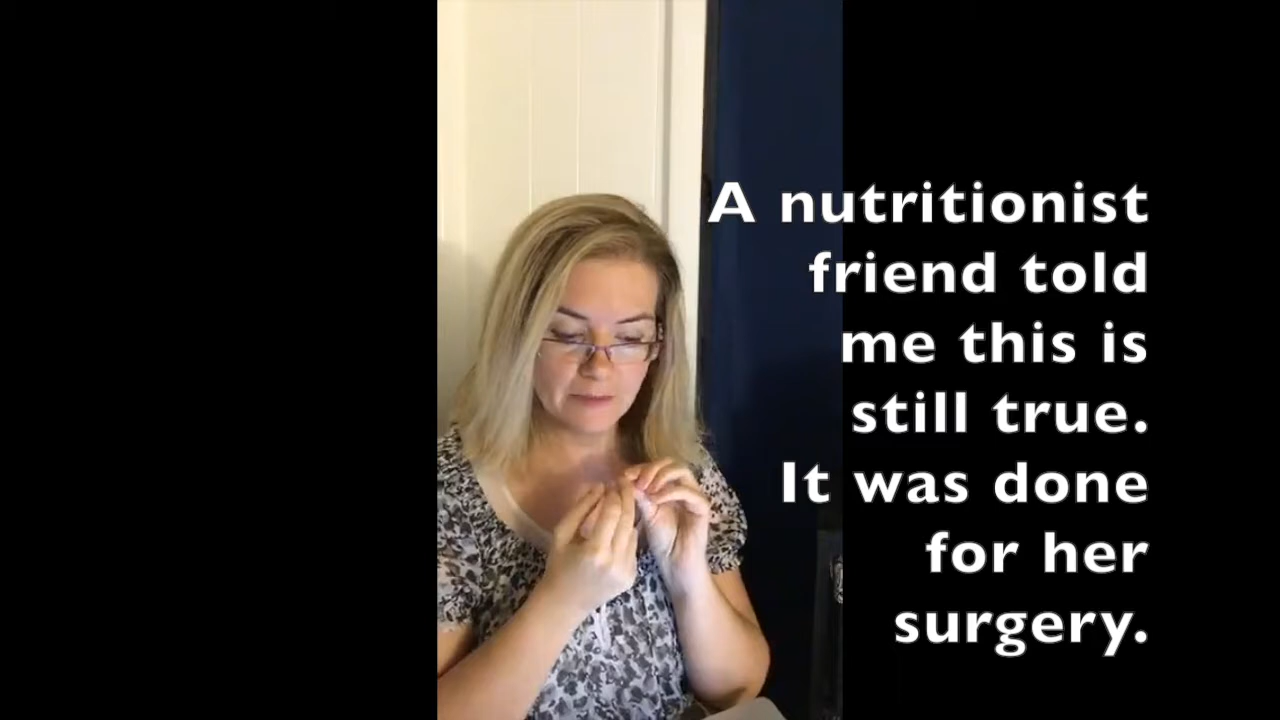 A nutritionist
friend told
me this is
still true.
It was done
for her
surgery.